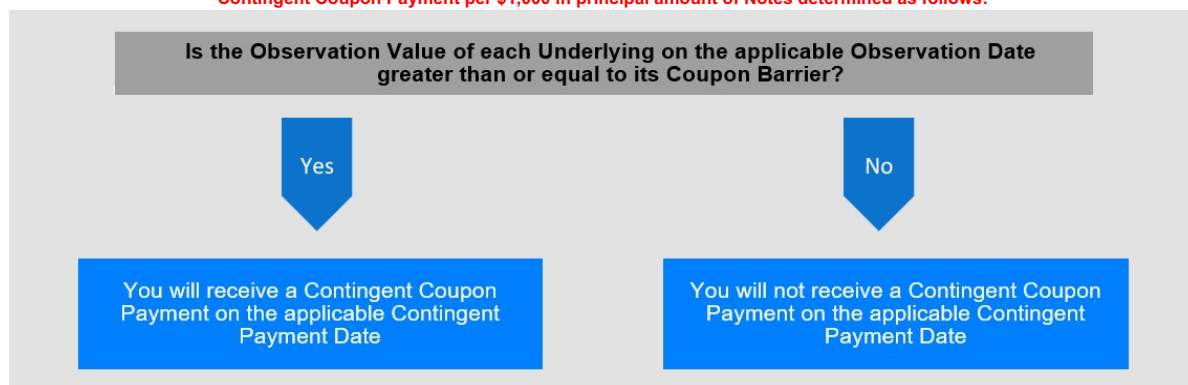 Contingent Coupon Payment per $1,000 in principal amount of Notes determined as follows:
Is the Observation Value of each Underlying on the applicable Observation Date
greater than or equal to its Coupon Barrier?
Yes
No
You will receive a Contingent Coupon
Payment on the applicable Contingent
Payment Date
You will not receive a Contingent Coupon
Payment on the applicable Contingent
Payment Date